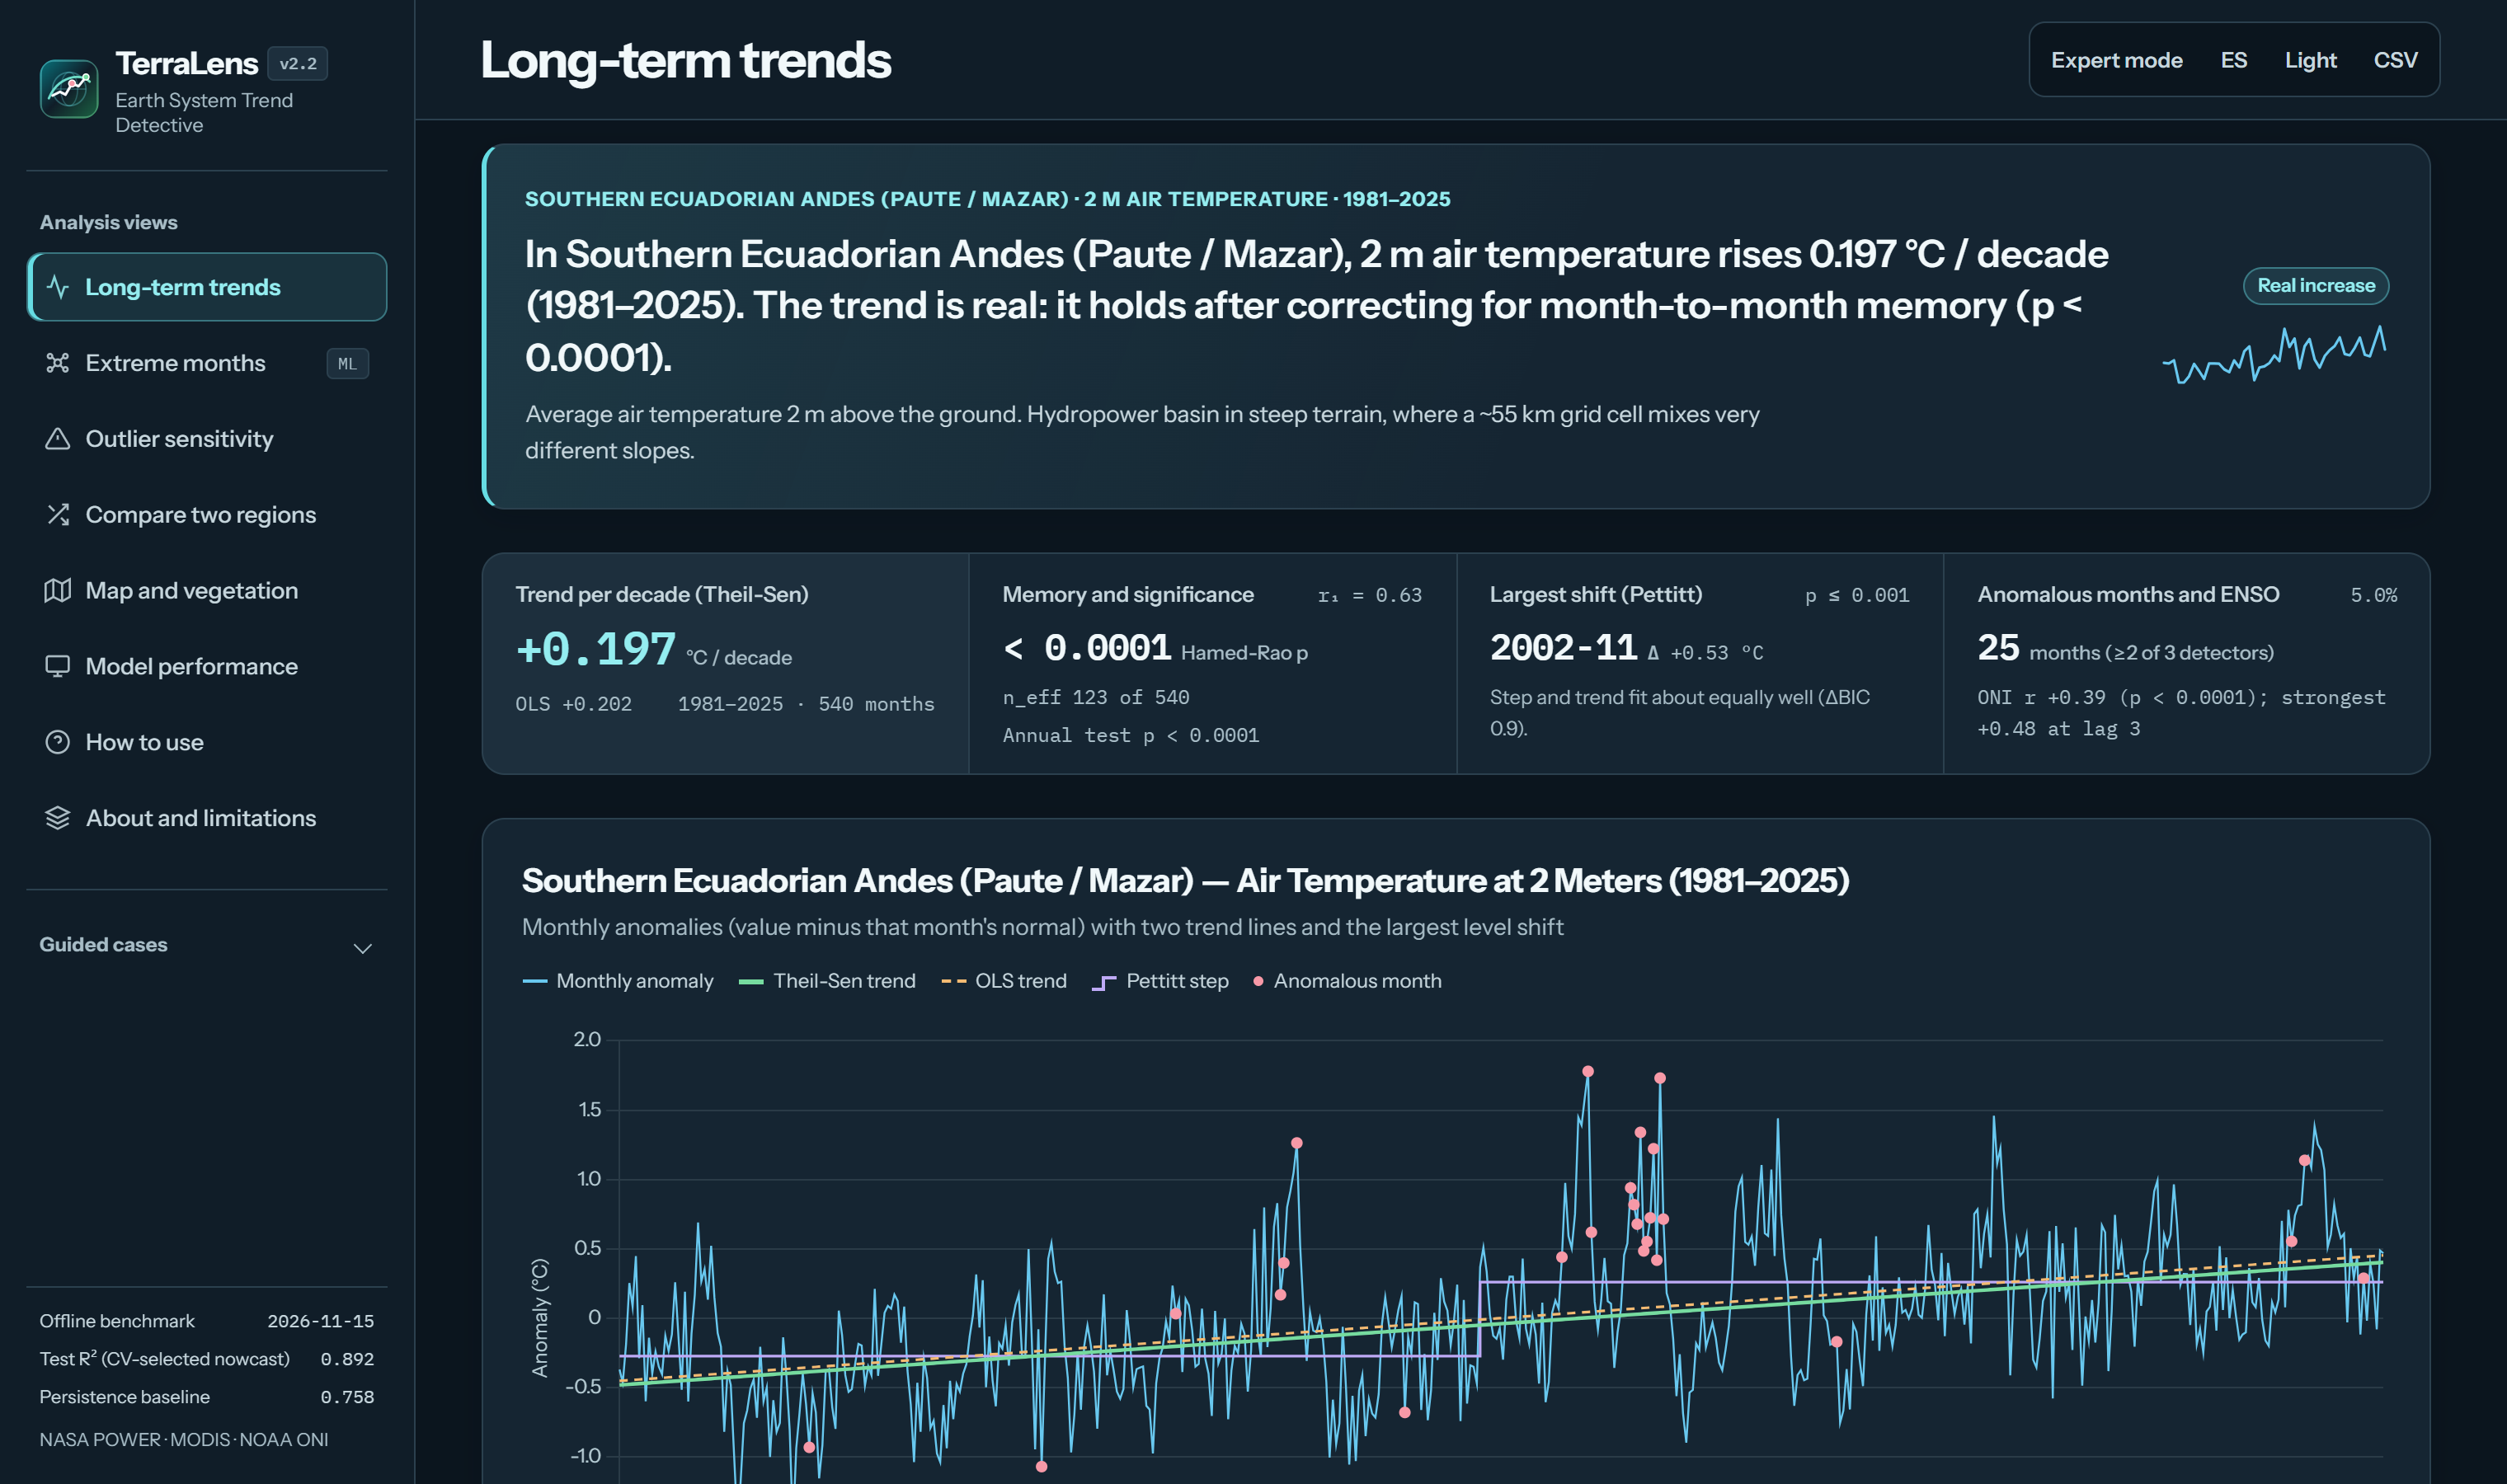 TerraLens v2.2
Earth System Trend
Detective
Analysis views
Long-term trends
Extreme months ML
Outlier sensitivity
Compare two regions
Map and vegetation
Model performance
How to use
About and limitations
Guided cases
Offline benchmark 2026-11-15
Test R² (CV-selected nowcast) 0.892
Persistence baseline 0.758
NASA POWER · MODIS · NOAA ONI
Long-term trends
Expert mode ES Light CSV
SOUTHERN ECUADORIAN ANDES (PAUTE / MAZAR) · 2 M AIR TEMPERATURE · 1981–2025
In Southern Ecuadorian Andes (Paute / Mazar), 2 m air temperature rises 0.197 °C / decade
(1981–2025). The trend is real: it holds after correcting for month-to-month memory (p <
0.0001).
Average air temperature 2 m above the ground. Hydropower basin in steep terrain, where a ~55 km grid cell mixes very
different slopes.
Real increase
Trend per decade (Theil-Sen)
+0.197 °C / decade
OLS +0.202 1981–2025 · 540 months
Memory and significance r₁ = 0.63
< 0.0001 Hamed-Rao p
n_eff 123 of 540
Annual test p < 0.0001
Largest shift (Pettitt) p ≤ 0.001
2002-11 Δ +0.53 °C
Step and trend fit about equally well (ΔBIC
0.9).
Anomalous months and ENSO 5.0%
25 months (≥2 of 3 detectors)
ONI r +0.39 (p < 0.0001); strongest
+0.48 at lag 3
Southern Ecuadorian Andes (Paute / Mazar) — Air Temperature at 2 Meters (1981–2025)
Monthly anomalies (value minus that month's normal) with two trend lines and the largest level shift
Monthly anomaly Theil-Sen trend OLS trend Pettitt step Anomalous month
Anomaly (°C)
2.0
1.5
1.0
0.5
0
-0.5
-1.0